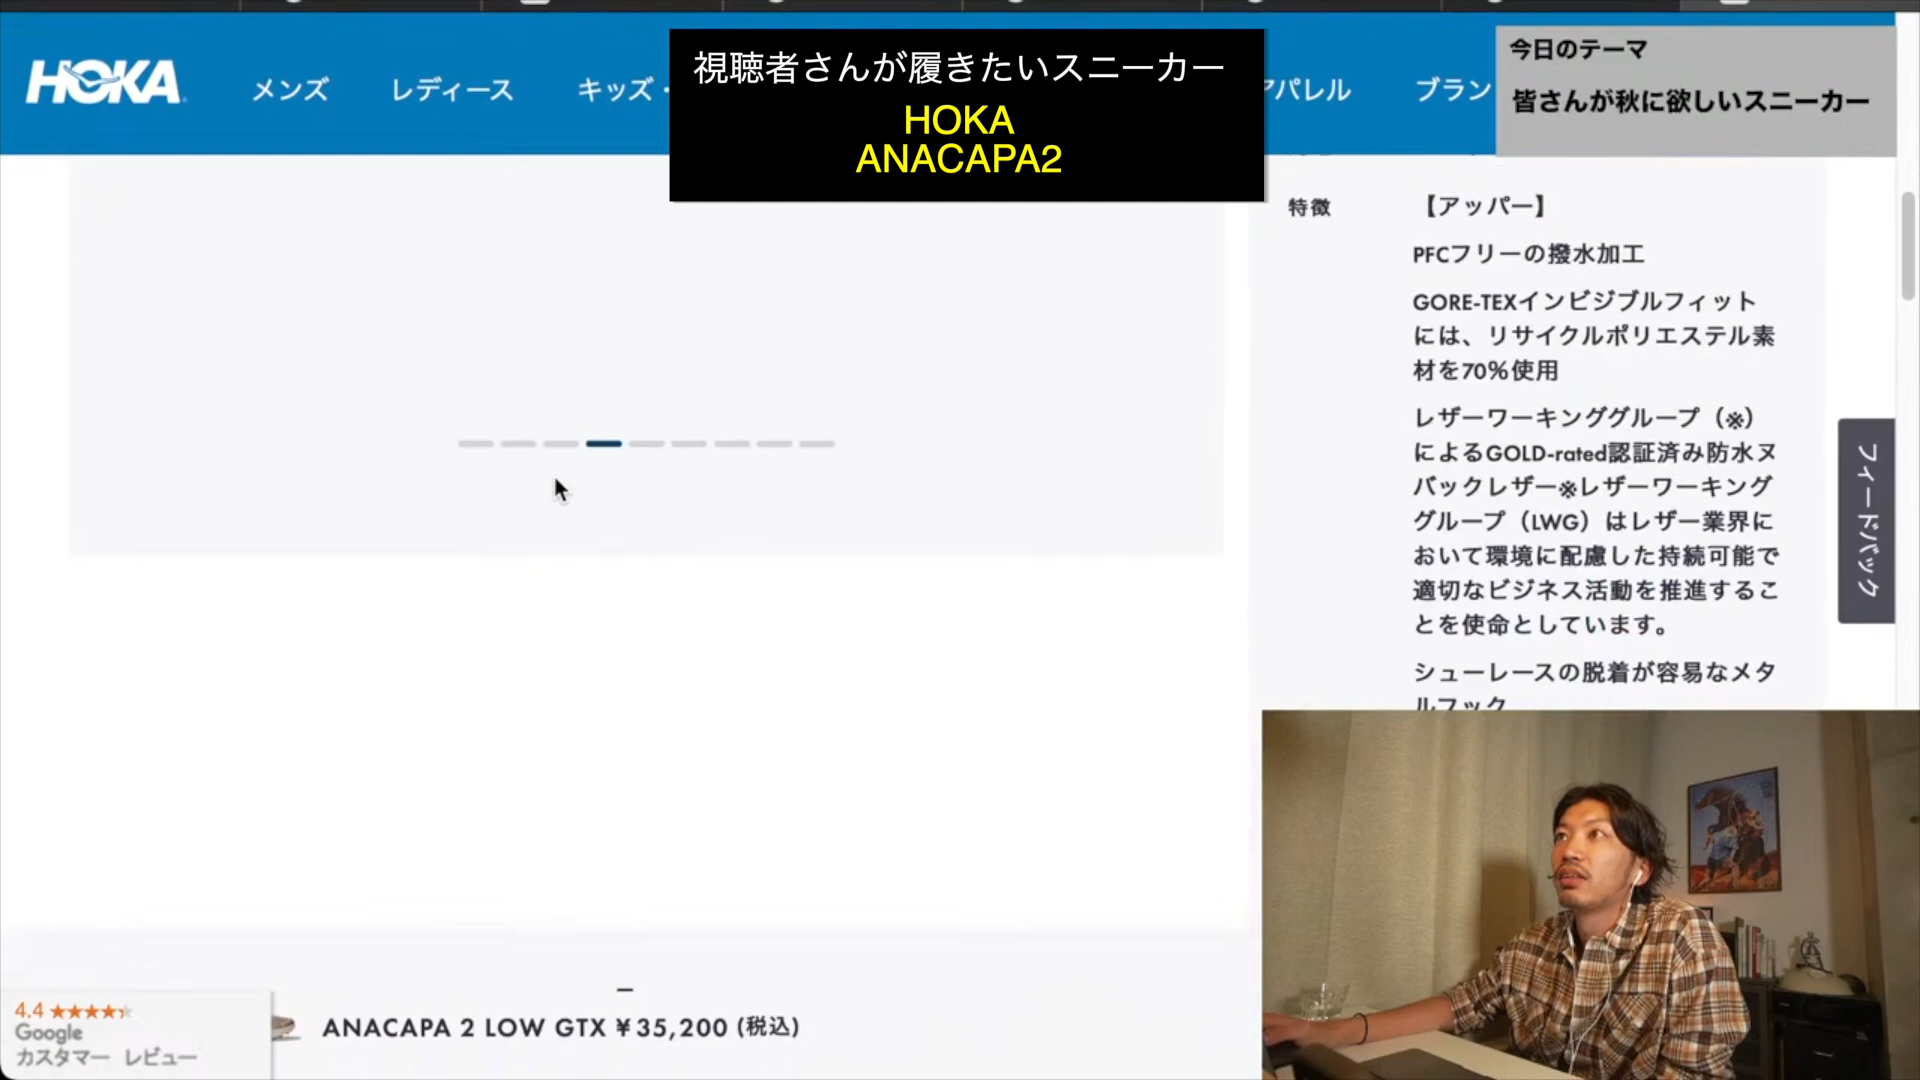 HOKA
メンズ
レディース
キッズ・
アパレル
ブラン
視聴者さんが履きたいスニーカー
HOKA
ANACAPA2
今日のテーマ
皆さんが秋に欲しいスニーカー
特徴
【アッパー】
PFCフリーの撥水加工
GORE-TEXインビジブルフィット
には、リサイクルポリエステル素
材を70％使用
レザーワーキンググループ（※）
によるGOLD-rated認証済み防水ヌ
バックレザー※レザーワーキング
グループ（LWG）はレザー業界に
おいて環境に配慮した持続可能で
適切なビジネス活動を推進するこ
とを使命としています。
シューレースの脱着が容易なメタ
ルフック
フィードバック
4.4
Google
カスタマー レビュー
ANACAPA 2 LOW GTX ¥35,200 (税込)